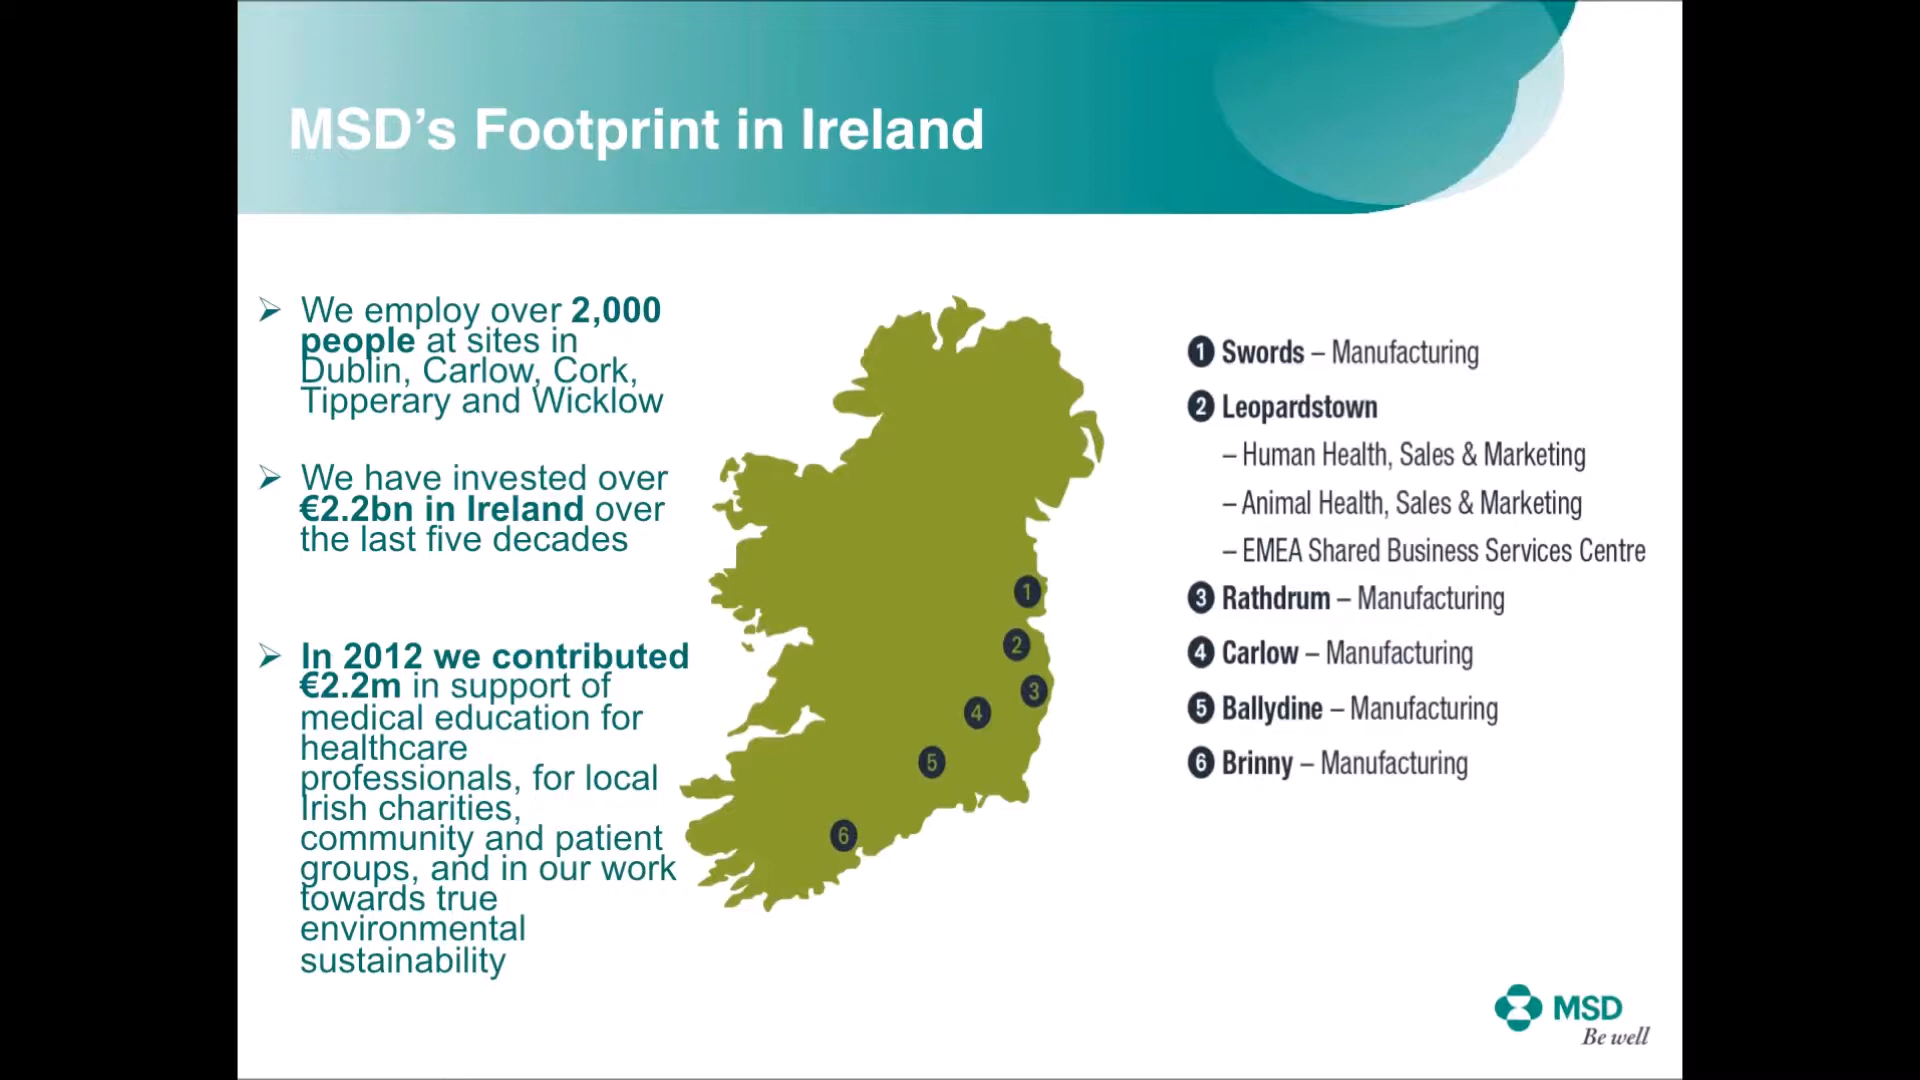 MSD’s Footprint in Ireland
➢ We employ over 2,000
people at sites in
Dublin, Carlow, Cork,
Tipperary and Wicklow
➢ We have invested over
€2.2bn in Ireland over
the last five decades
➢ In 2012 we contributed
€2.2m in support of
medical education for
healthcare
professionals, for local
Irish charities,
community and patient
groups, and in our work
towards true
environmental
sustainability
1
2
3
4
5
6
1 Swords – Manufacturing
2 Leopardstown
– Human Health, Sales & Marketing
– Animal Health, Sales & Marketing
– EMEA Shared Business Services Centre
3 Rathdrum – Manufacturing
4 Carlow – Manufacturing
5 Ballydine – Manufacturing
6 Brinny – Manufacturing
MSD
Be well